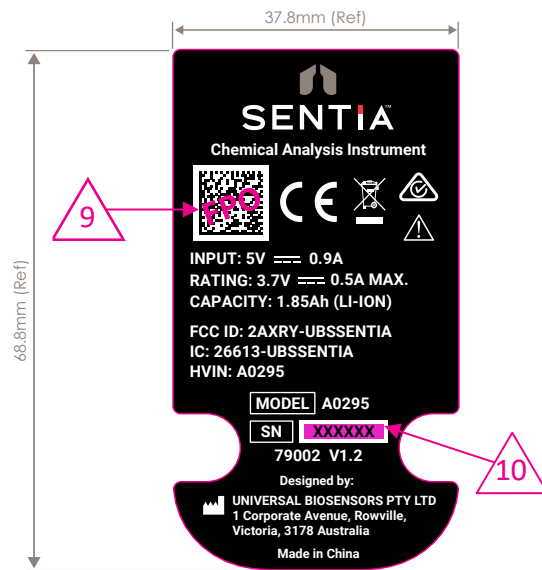 37.8mm (Ref)
68.8mm (Ref)
SENTIA™
Chemical Analysis Instrument
9
FPO
CE
INPUT: 5V ⎓ 0.9A
RATING: 3.7V ⎓ 0.5A MAX.
CAPACITY: 1.85Ah (LI-ION)
FCC ID: 2AXRY-UBSSENTIA
IC: 26613-UBSSENTIA
HVIN: A0295
MODEL A0295
SN XXXXXX
10
79002 V1.2
Designed by:
UNIVERSAL BIOSENSORS PTY LTD
1 Corporate Avenue, Rowville,
Victoria, 3178 Australia
Made in China